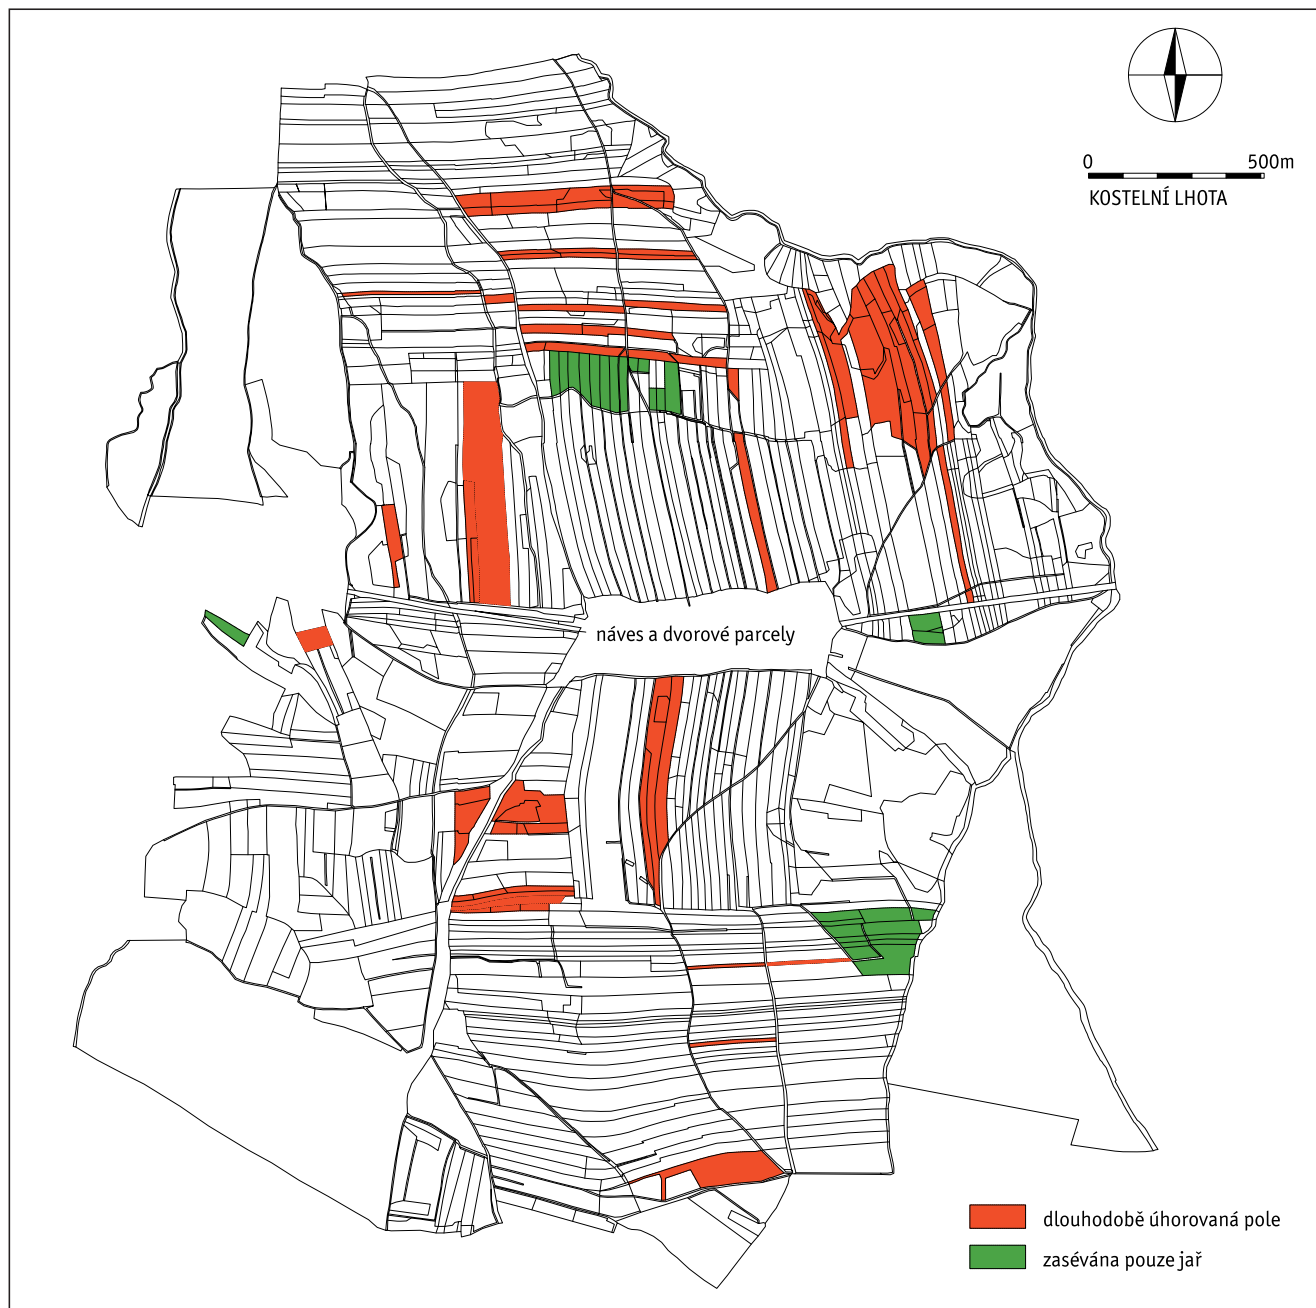 0 500m
KOSTELNÍ LHOTA
náves a dvorové parcely
dlouhodobě úhorovaná pole
zasévána pouze jař